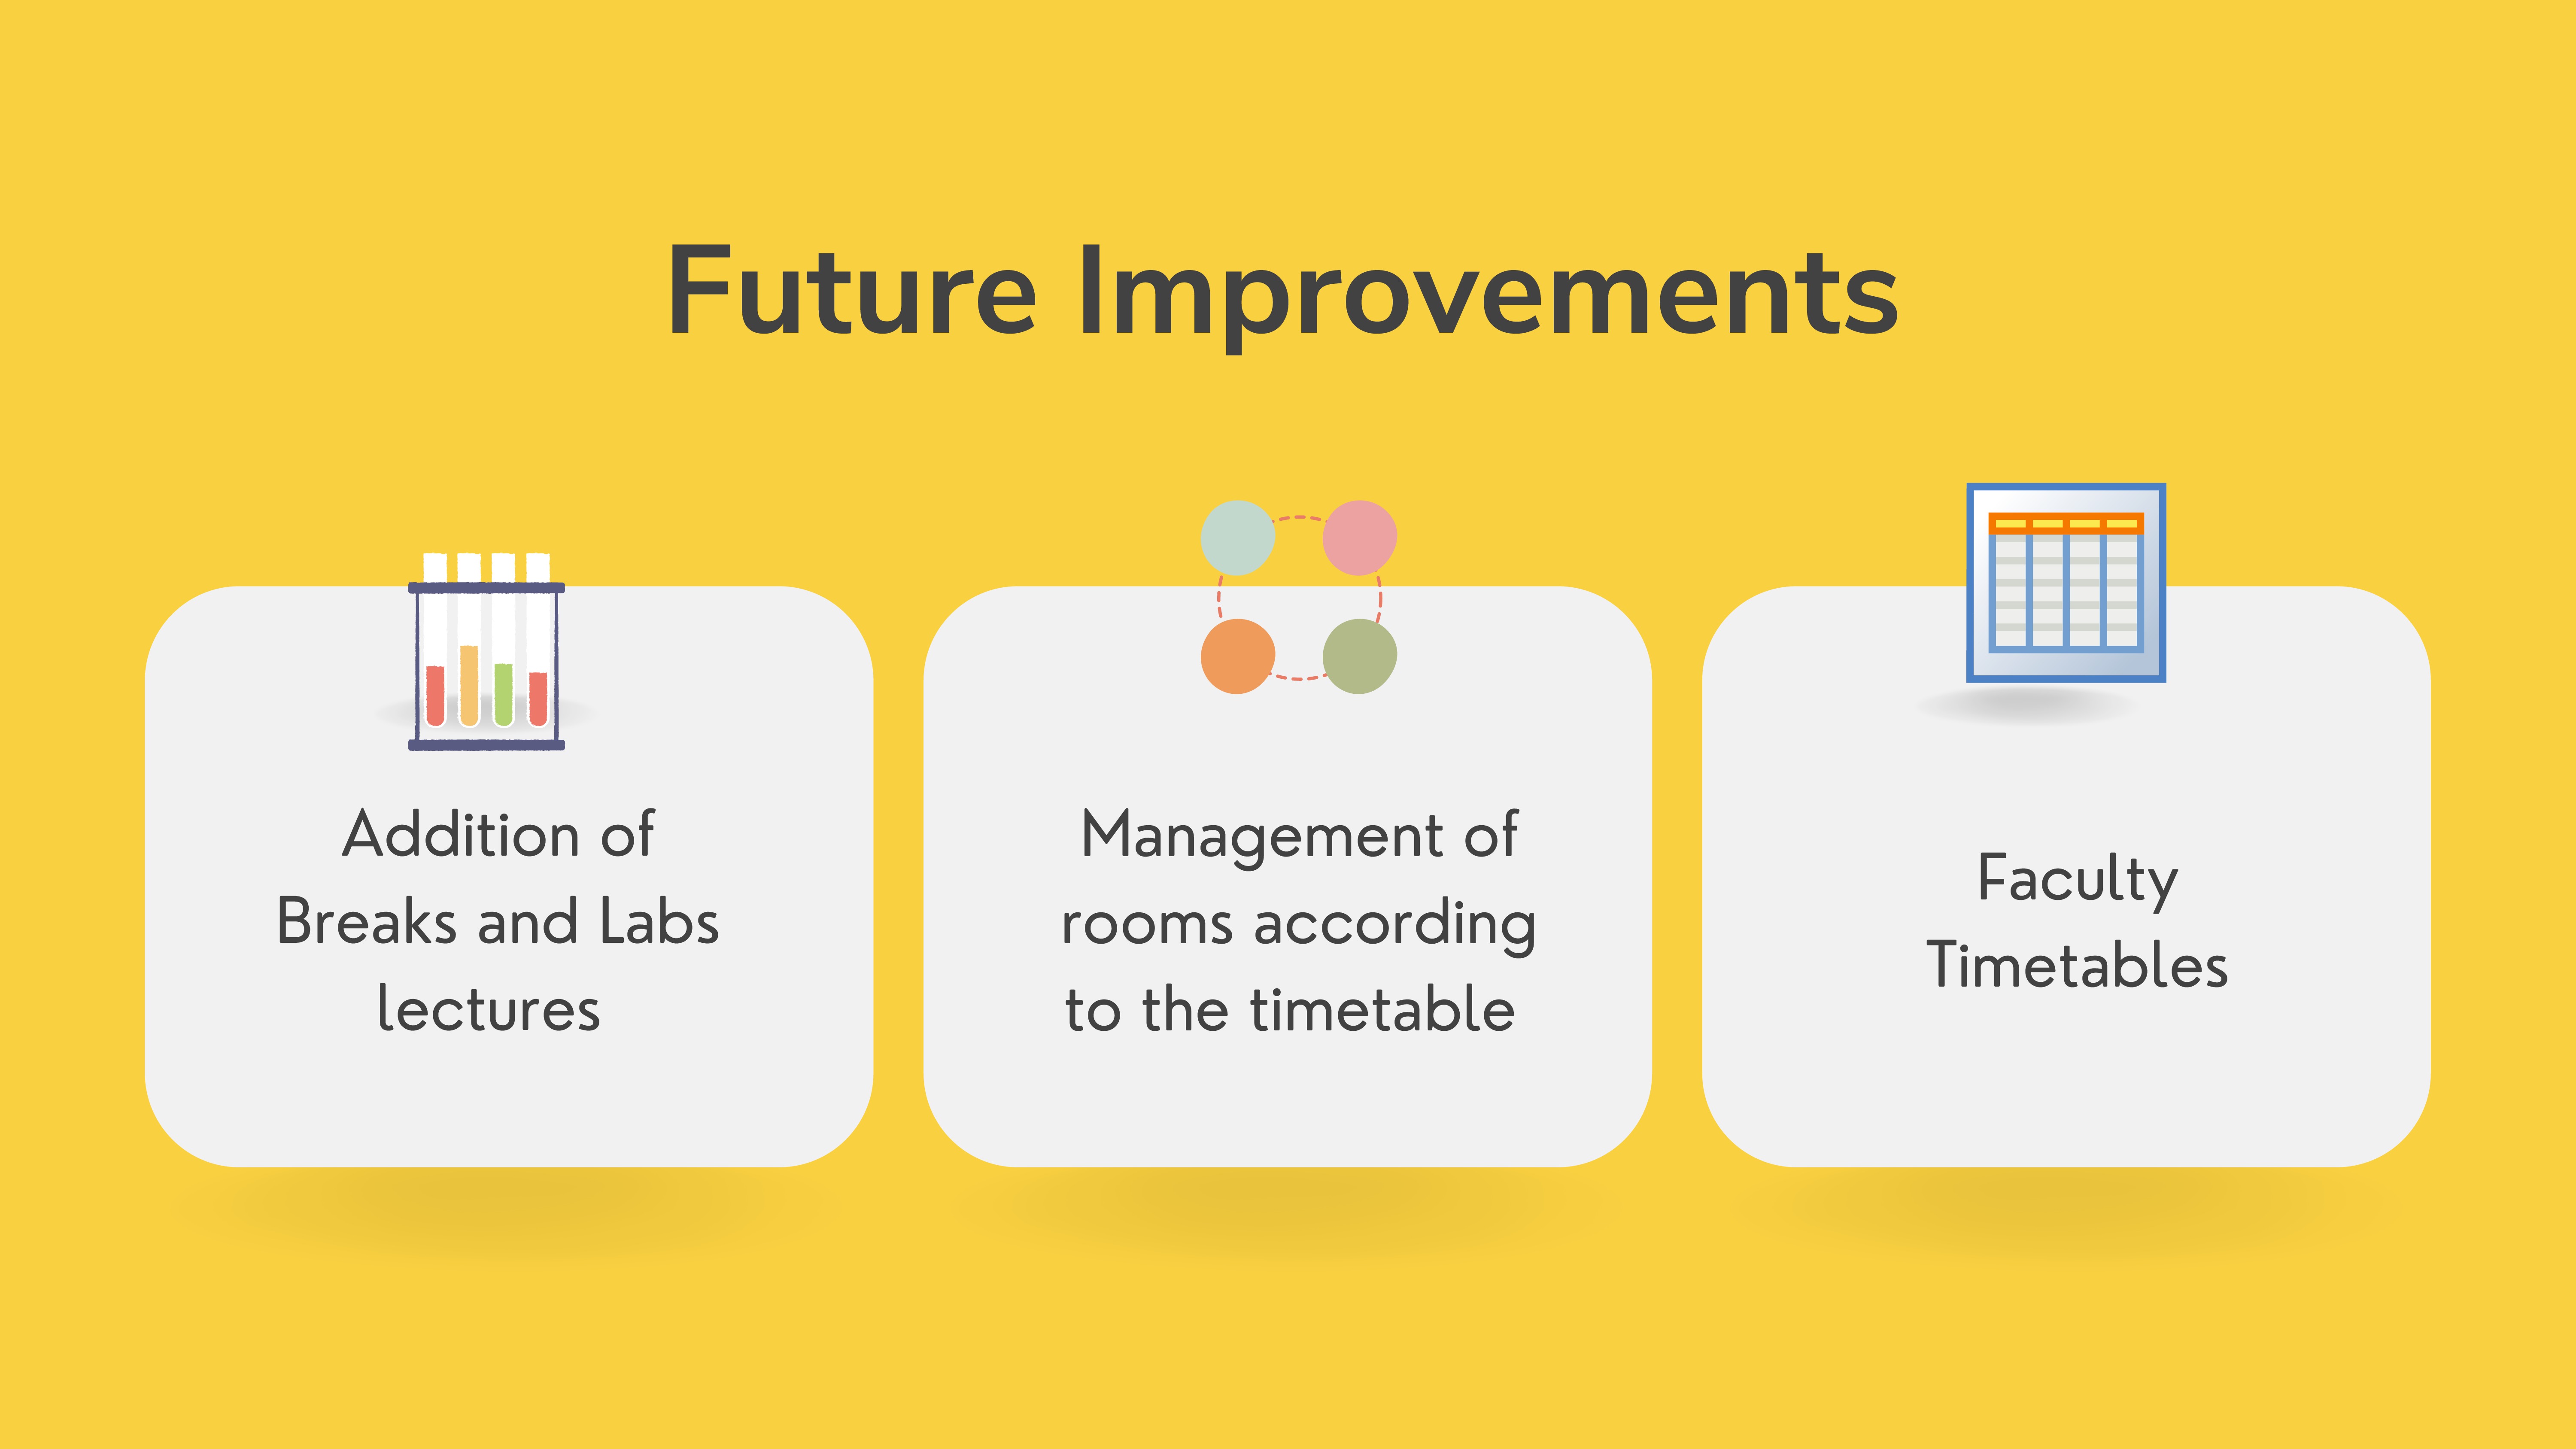 Future Improvements
Addition of
Breaks and Labs
lectures
Management of
rooms according
to the timetable
Faculty
Timetables